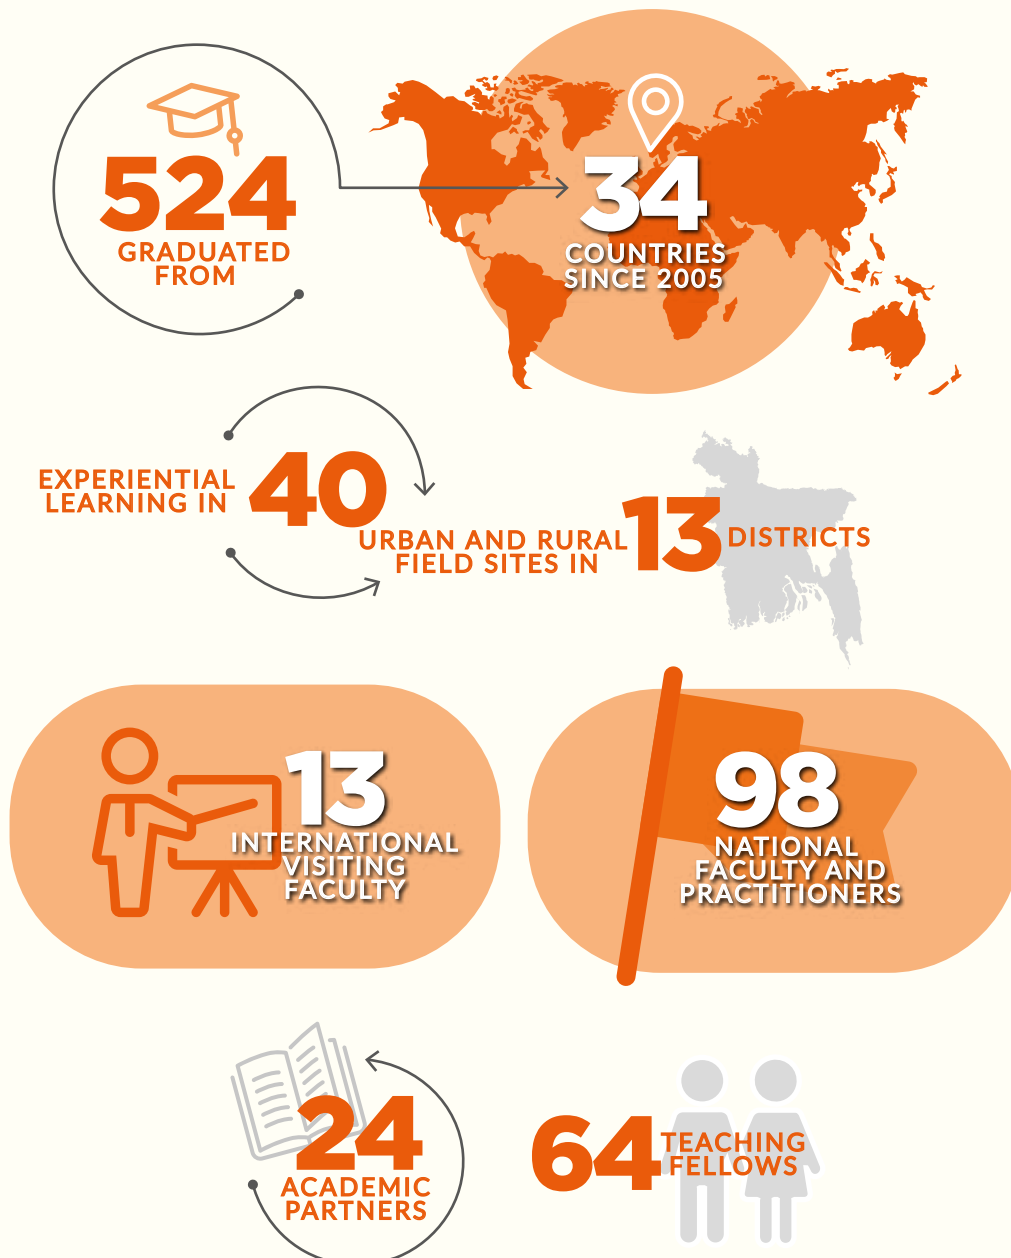 524
GRADUATED
FROM
34
COUNTRIES
SINCE 2005
EXPERIENTIAL
LEARNING IN
40
URBAN AND RURAL
FIELD SITES IN
13
DISTRICTS
13
INTERNATIONAL
VISITING
FACULTY
98
NATIONAL
FACULTY AND
PRACTITIONERS
24
ACADEMIC
PARTNERS
64
TEACHING
FELLOWS